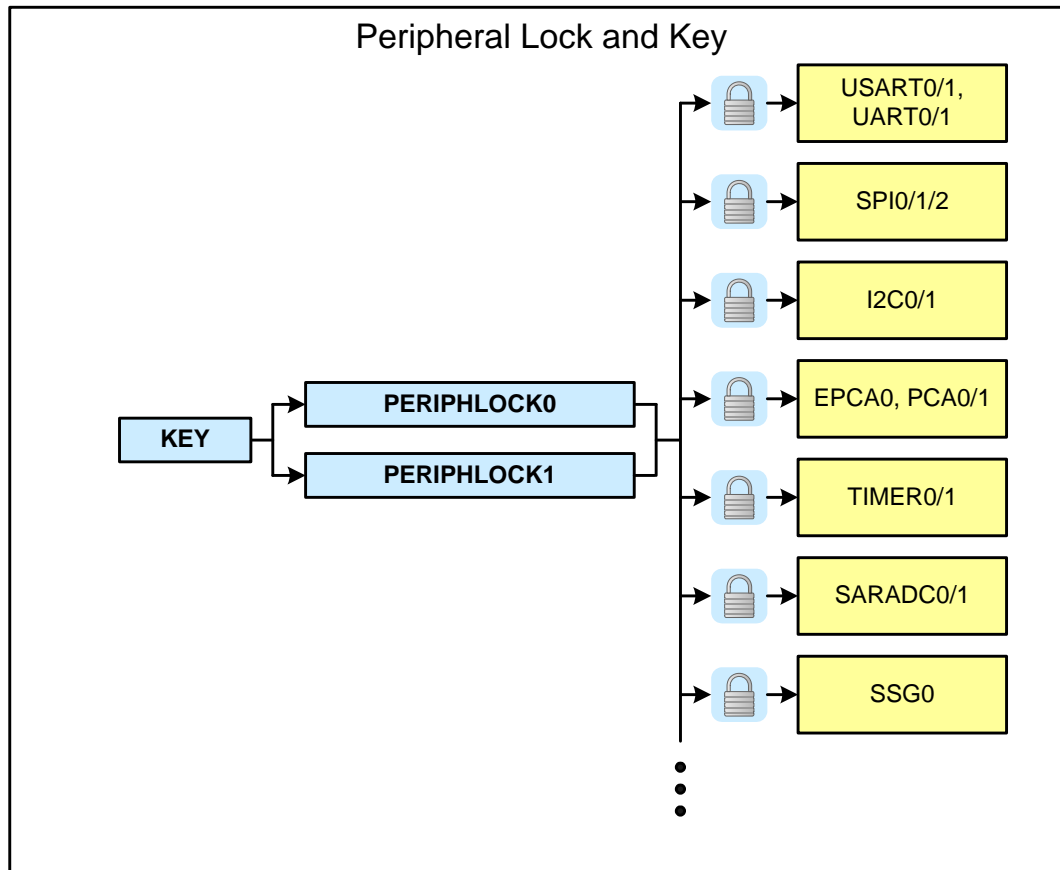 Peripheral Lock and Key
USART0/1,
UART0/1
SPI0/1/2
I2C0/1
EPCA0, PCA0/1
TIMER0/1
SARADC0/1
SSG0
KEY
PERIPHLOCK0
PERIPHLOCK1